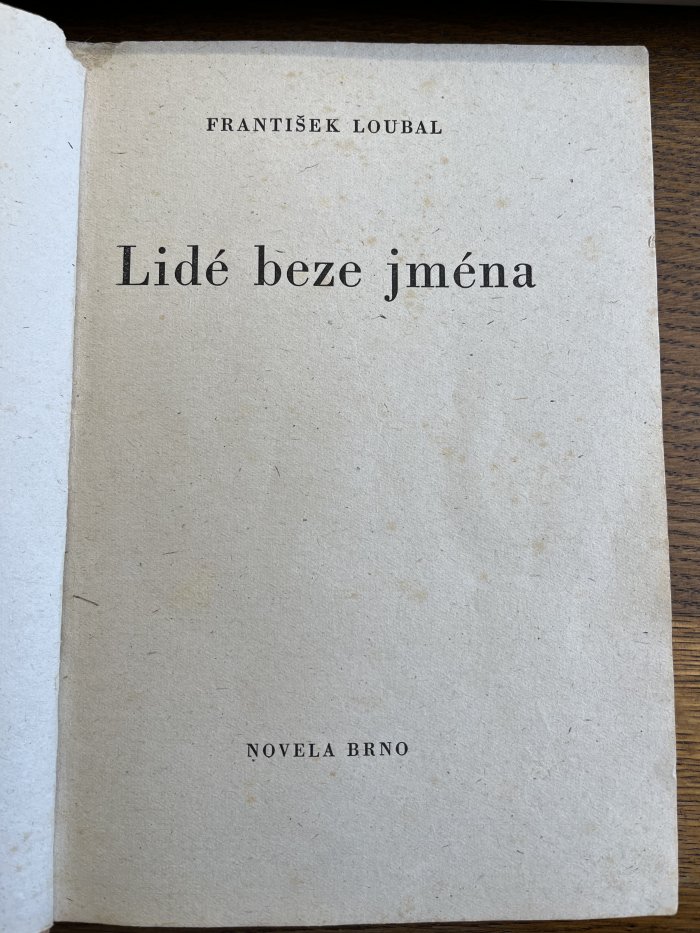 FRANTIŠEK LOUBAL
Lidé beze jména
NOVELA BRNO